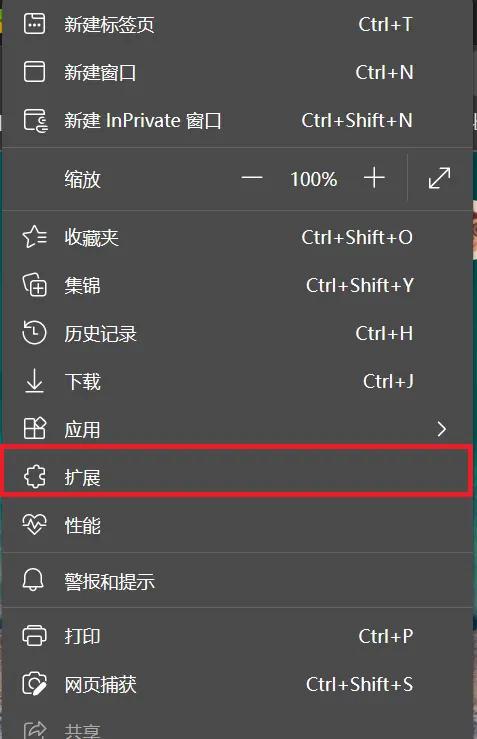 新建标签页 Ctrl+T
新建窗口 Ctrl+N
新建 InPrivate 窗口 Ctrl+Shift+N
缩放 — 100% +
收藏夹 Ctrl+Shift+O
集锦 Ctrl+Shift+Y
历史记录 Ctrl+H
下载 Ctrl+J
应用
扩展
性能
警报和提示
打印 Ctrl+P
网页捕获 Ctrl+Shift+S
共享